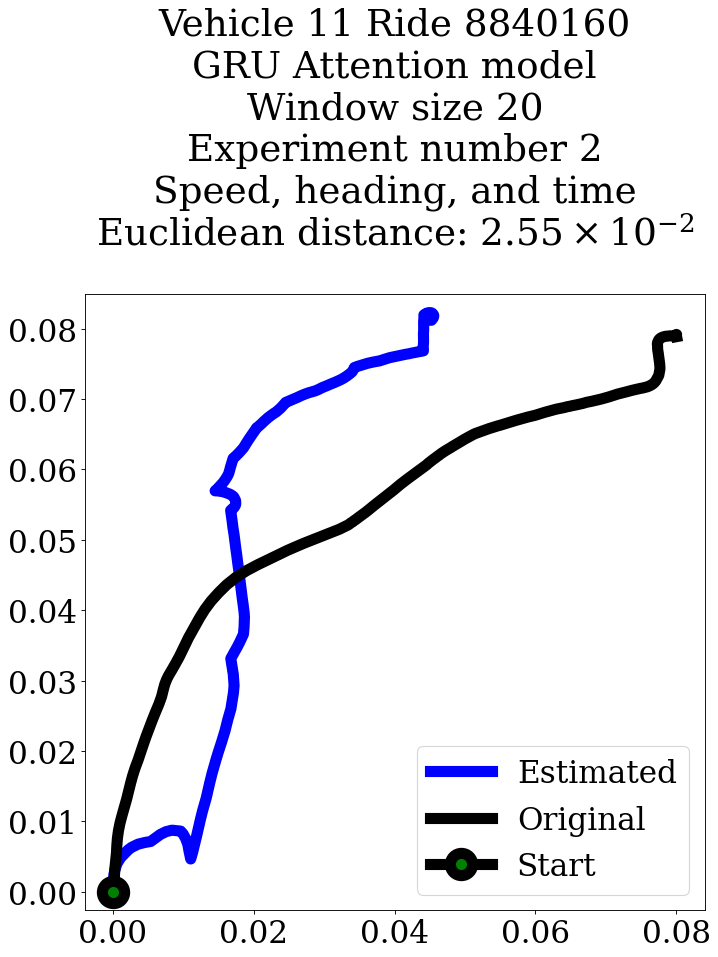 Vehicle 11 Ride 8840160
GRU Attention model
Window size 20
Experiment number 2
Speed, heading, and time
Euclidean distance: 2.55 × 10⁻²
0.08
0.07
0.06
0.05
0.04
0.03
0.02
0.01
0.00
Estimated
Original
Start
0.00 0.02 0.04 0.06 0.08